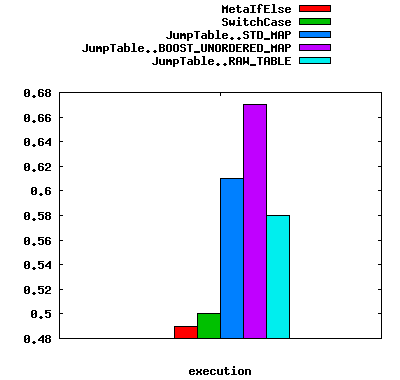 MetaIfElse
SwitchCase
JumpTable..STD_MAP
JumpTable..BOOST_UNORDERED_MAP
JumpTable..RAW_TABLE
0.68
0.66
0.64
0.62
0.6
0.58
0.56
0.54
0.52
0.5
0.48
execution